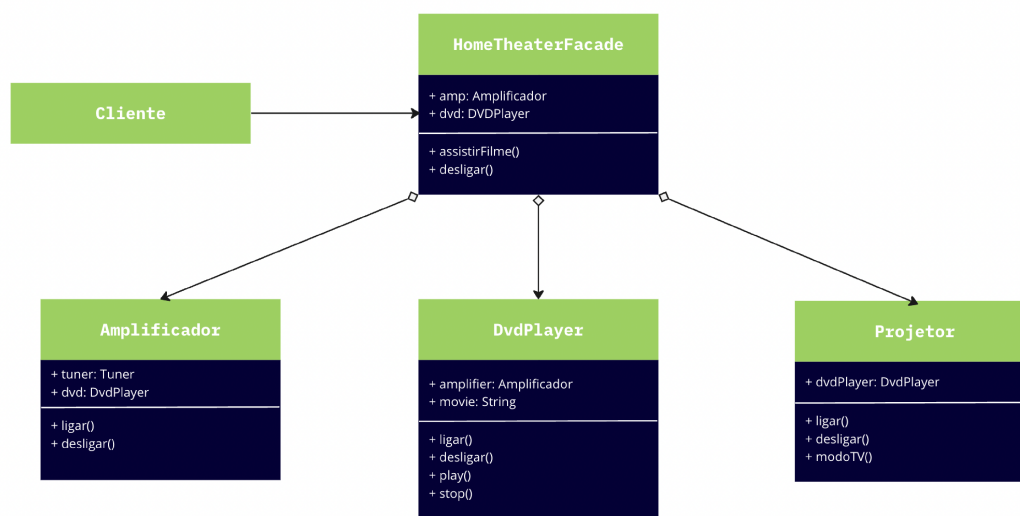 HomeTheaterFacade
+ amp: Amplificador
+ dvd: DVDPlayer
+ assistirFilme()
+ desligar()
Cliente
Amplificador
+ tuner: Tuner
+ dvd: DvdPlayer
+ ligar()
+ desligar()
DvdPlayer
+ amplifier: Amplificador
+ movie: String
+ ligar()
+ desligar()
+ play()
+ stop()
Projetor
+ dvdPlayer: DvdPlayer
+ ligar()
+ desligar()
+ modoTV()